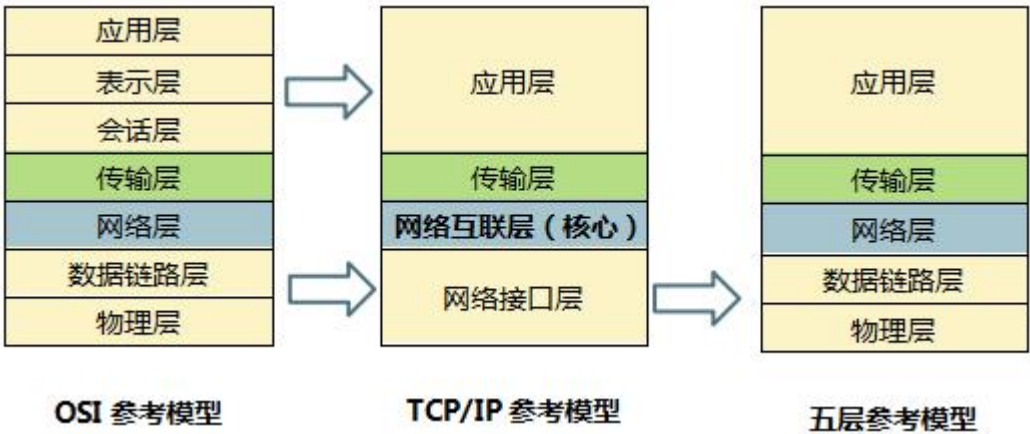 应用层
表示层
会话层
传输层
网络层
数据链路层
物理层
OSI 参考模型
应用层
传输层
网络互联层（核心）
网络接口层
TCP/IP 参考模型
应用层
传输层
网络层
数据链路层
物理层
五层参考模型